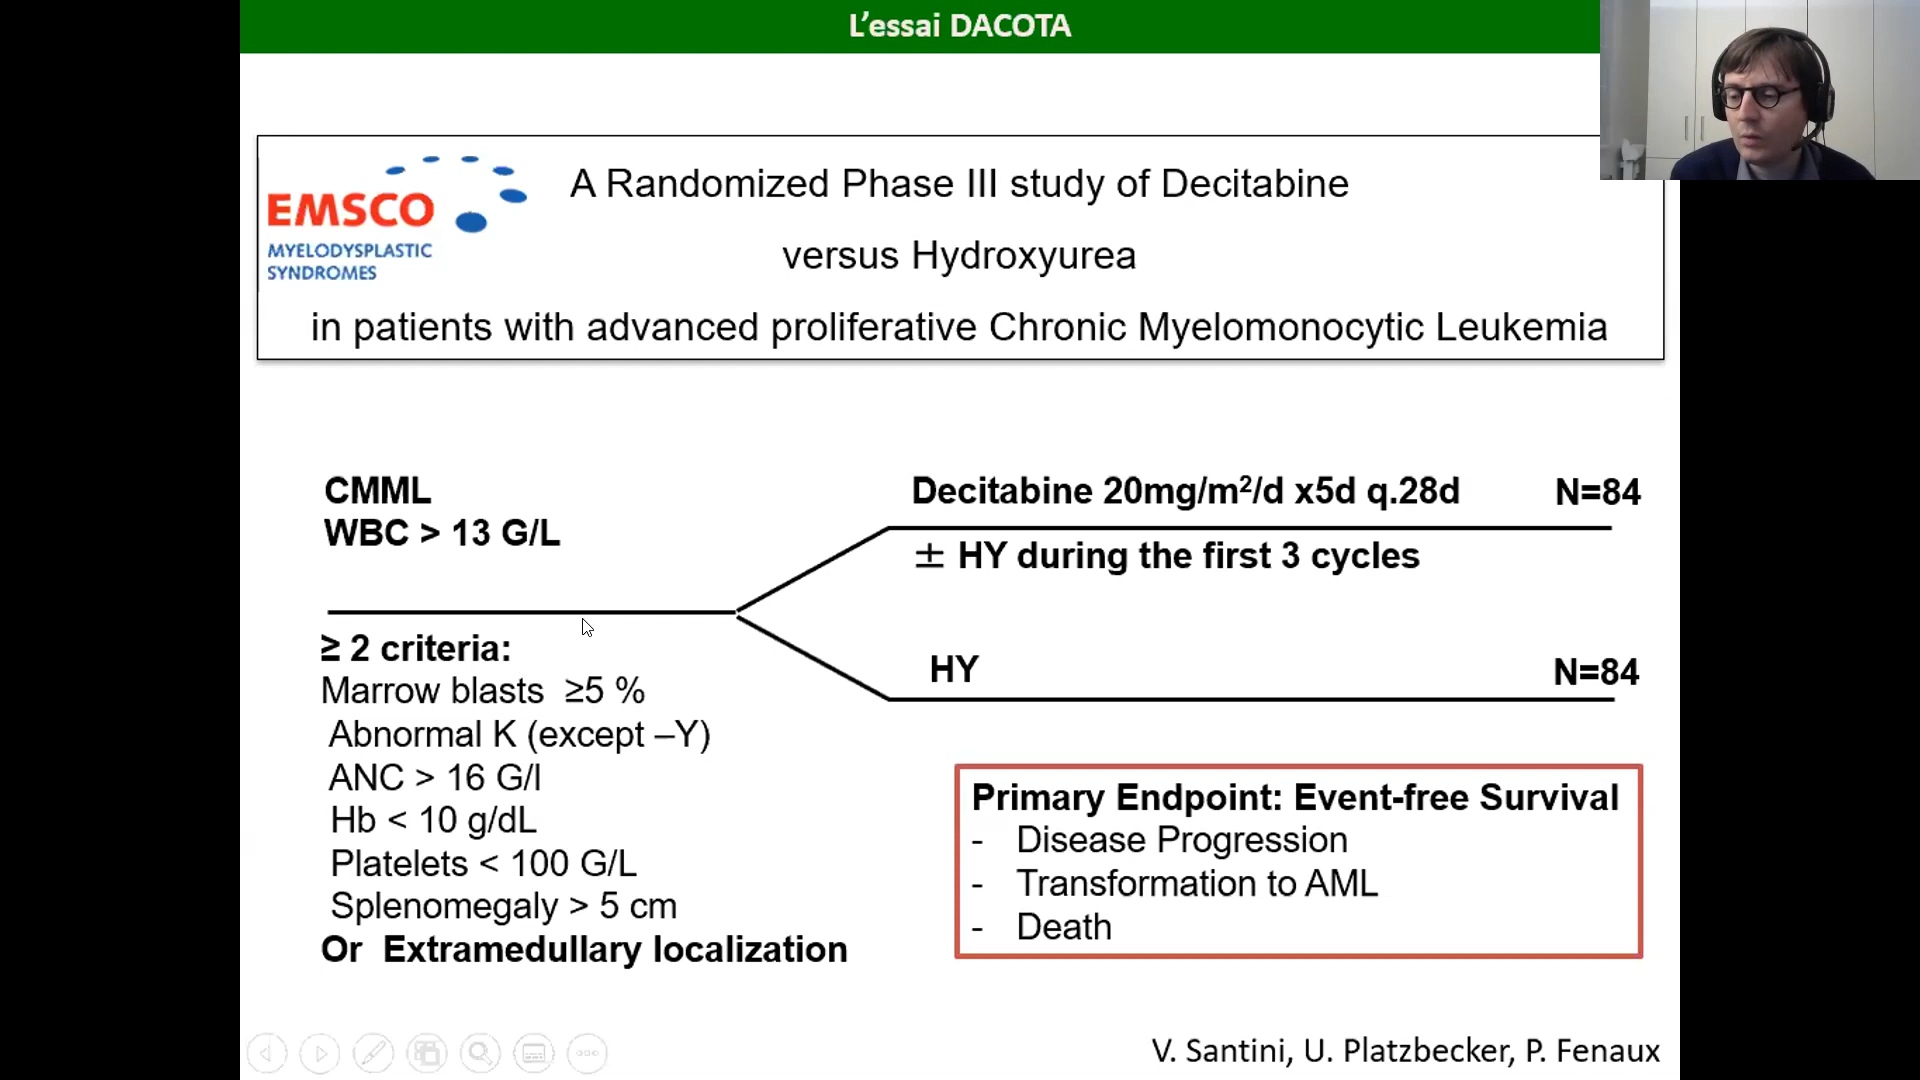 L’essai DACOTA
EMSCO
MYELODYSPLASTIC
SYNDROMES
A Randomized Phase III study of Decitabine
versus Hydroxyurea
in patients with advanced proliferative Chronic Myelomonocytic Leukemia
CMML
WBC > 13 G/L
≥ 2 criteria:
Marrow blasts ≥5 %
Abnormal K (except –Y)
ANC > 16 G/l
Hb < 10 g/dL
Platelets < 100 G/L
Splenomegaly > 5 cm
Or Extramedullary localization
Decitabine 20mg/m²/d x5d q.28d N=84
± HY during the first 3 cycles
HY N=84
Primary Endpoint: Event-free Survival
- Disease Progression
- Transformation to AML
- Death
V. Santini, U. Platzbecker, P. Fenaux